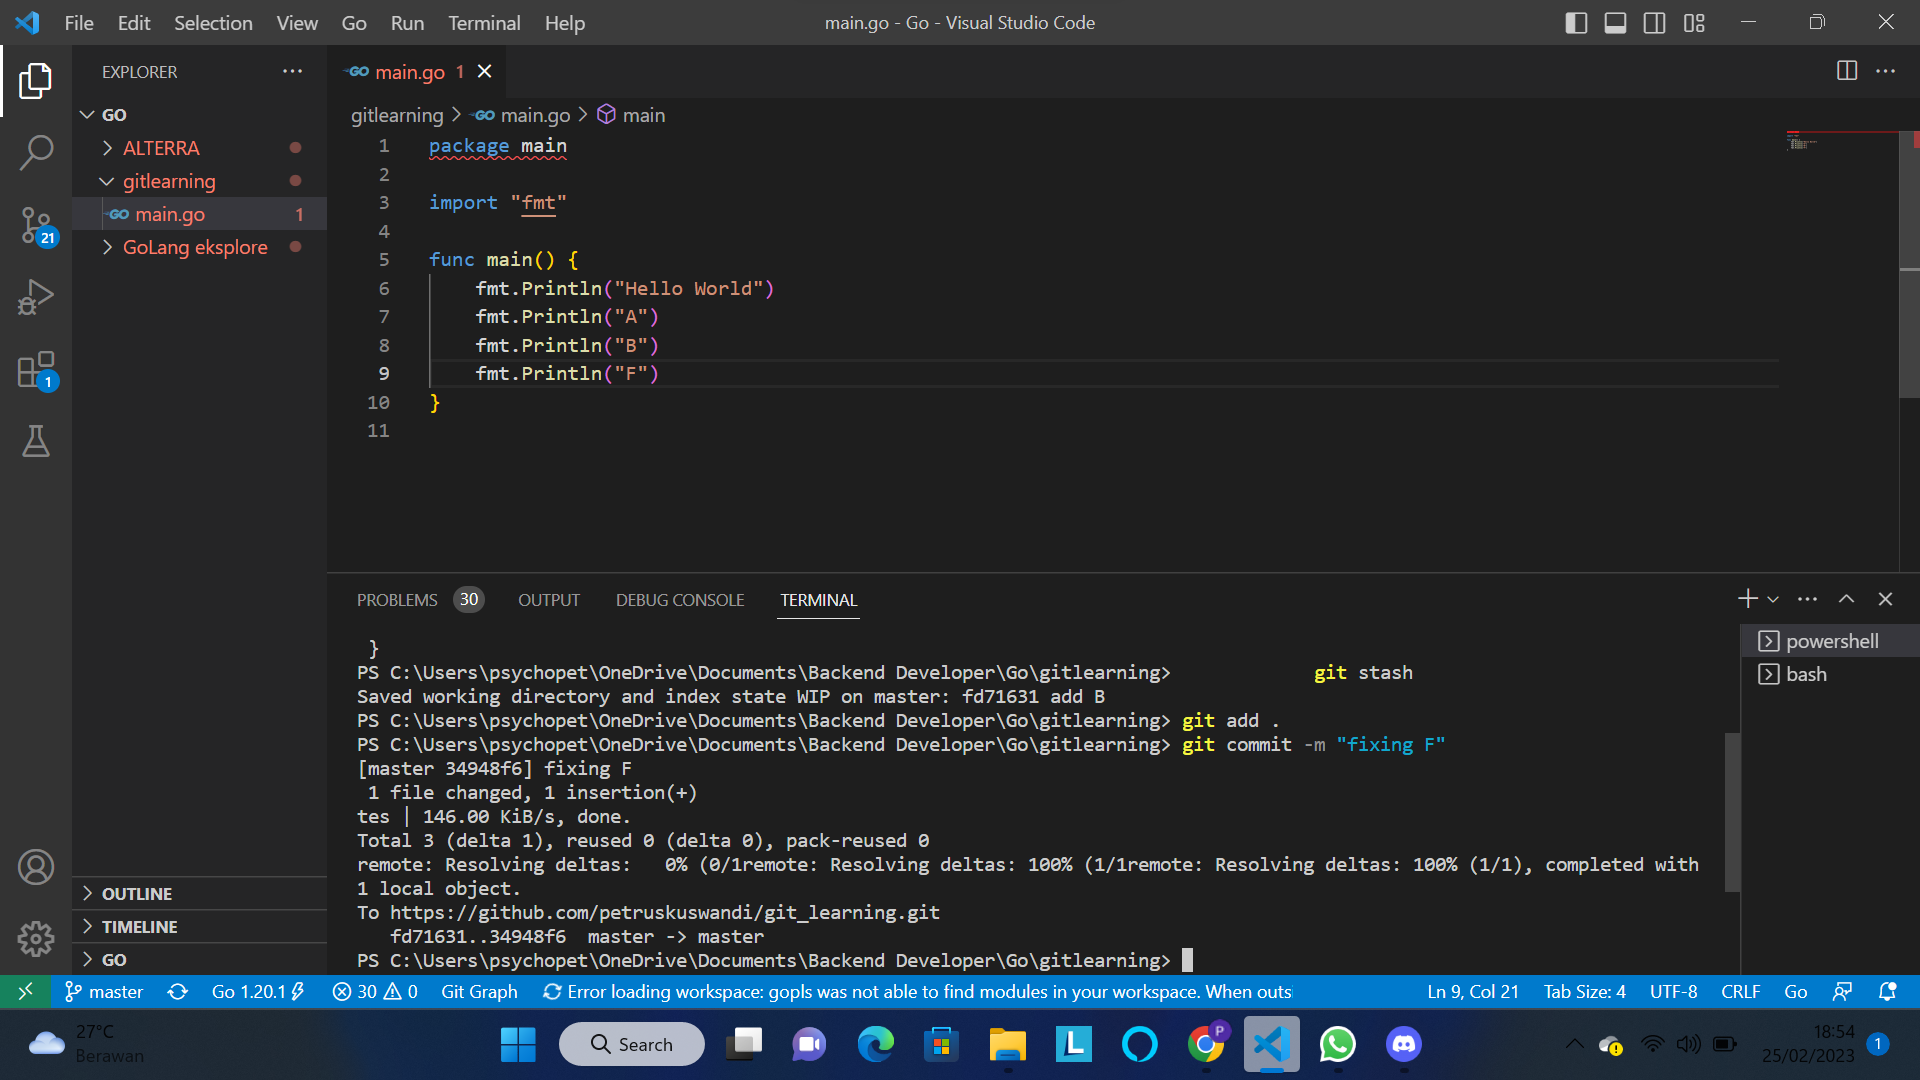 File Edit Selection View Go Run Terminal Help
main.go - Go - Visual Studio Code
EXPLORER
GO
ALTERRA
gitlearning
GO main.go 1
GoLang eksplore
21
1
OUTLINE
TIMELINE
GO
GO main.go 1
gitlearning > GO main.go > main
1 package main
2
3 import "fmt"
4
5 func main() {
6 fmt.Println("Hello World")
7 fmt.Println("A")
8 fmt.Println("B")
9 fmt.Println("F")
10 }
11
PROBLEMS 30 OUTPUT DEBUG CONSOLE TERMINAL
powershell
bash
}
PS C:\Users\psychopet\OneDrive\Documents\Backend Developer\Go\gitlearning> git stash
Saved working directory and index state WIP on master: fd71631 add B
PS C:\Users\psychopet\OneDrive\Documents\Backend Developer\Go\gitlearning> git add .
PS C:\Users\psychopet\OneDrive\Documents\Backend Developer\Go\gitlearning> git commit -m "fixing F"
[master 34948f6] fixing F
1 file changed, 1 insertion(+)
tes | 146.00 KiB/s, done.
Total 3 (delta 1), reused 0 (delta 0), pack-reused 0
remote: Resolving deltas: 0% (0/1remote: Resolving deltas: 100% (1/1remote: Resolving deltas: 100% (1/1), completed with
1 local object.
To https://github.com/petruskuswandi/git_learning.git
fd71631..34948f6 master -> master
PS C:\Users\psychopet\OneDrive\Documents\Backend Developer\Go\gitlearning>
master Go 1.20.1 30 0 Git Graph Error loading workspace: gopls was not able to find modules in your workspace. When outsi Ln 9, Col 21 Tab Size: 4 UTF-8 CRLF Go
27°C
Berawan
Search
L
P
18:54
25/02/2023
1